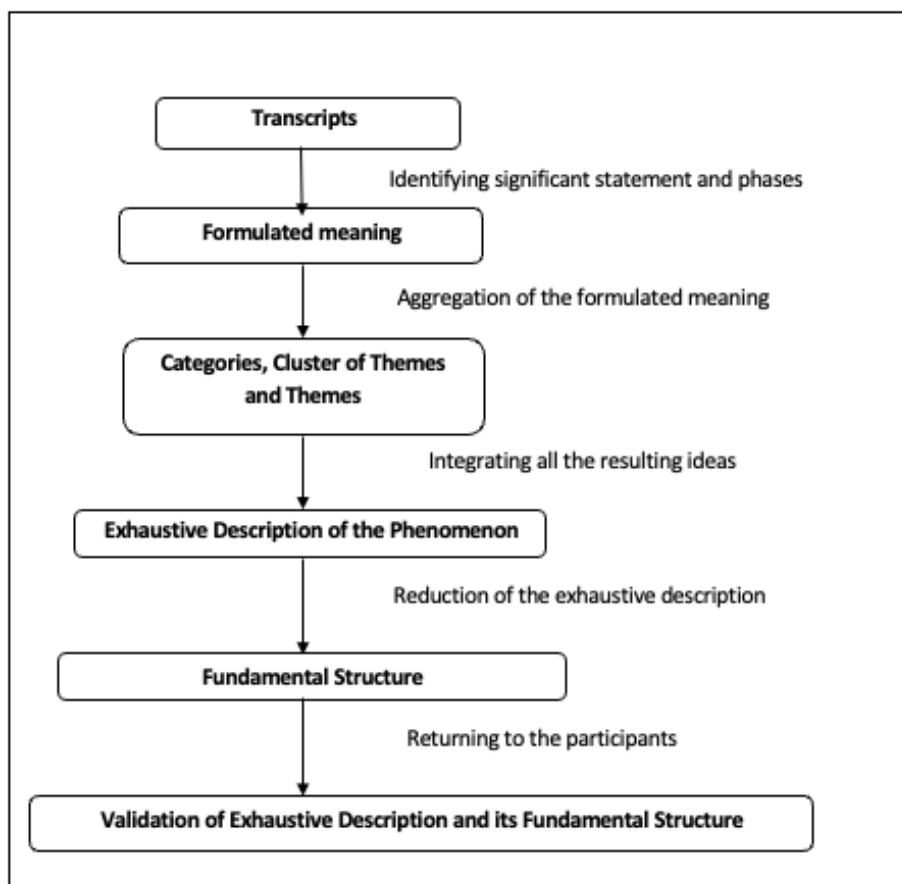 Transcripts
Identifying significant statement and phases
Formulated meaning
Aggregation of the formulated meaning
Categories, Cluster of Themes
and Themes
Integrating all the resulting ideas
Exhaustive Description of the Phenomenon
Reduction of the exhaustive description
Fundamental Structure
Returning to the participants
Validation of Exhaustive Description and its Fundamental Structure